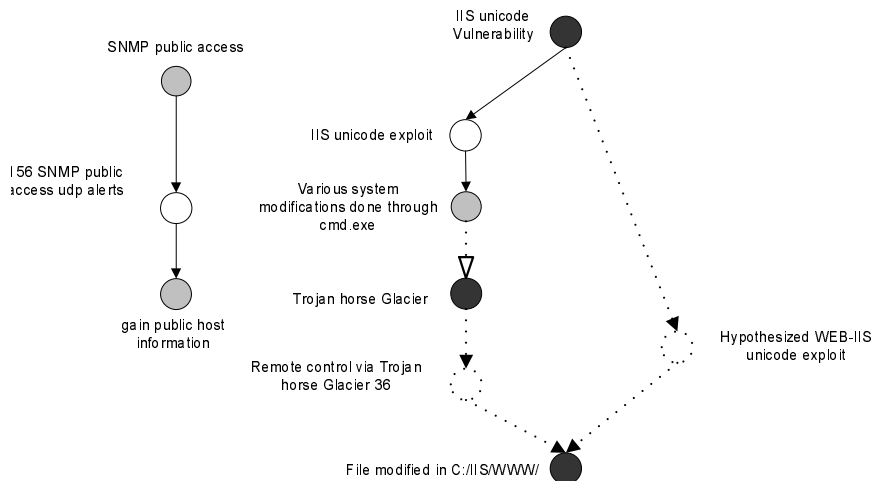 SNMP public access
156 SNMP public
access udp alerts
gain public host
information
IIS unicode
Vulnerability
IIS unicode exploit
Various system
modifications done through
cmd.exe
Trojan horse Glacier
Remote control via Trojan
horse Glacier 36
Hypothesized WEB-IIS
unicode exploit
File modified in C:/IIS/WWW/